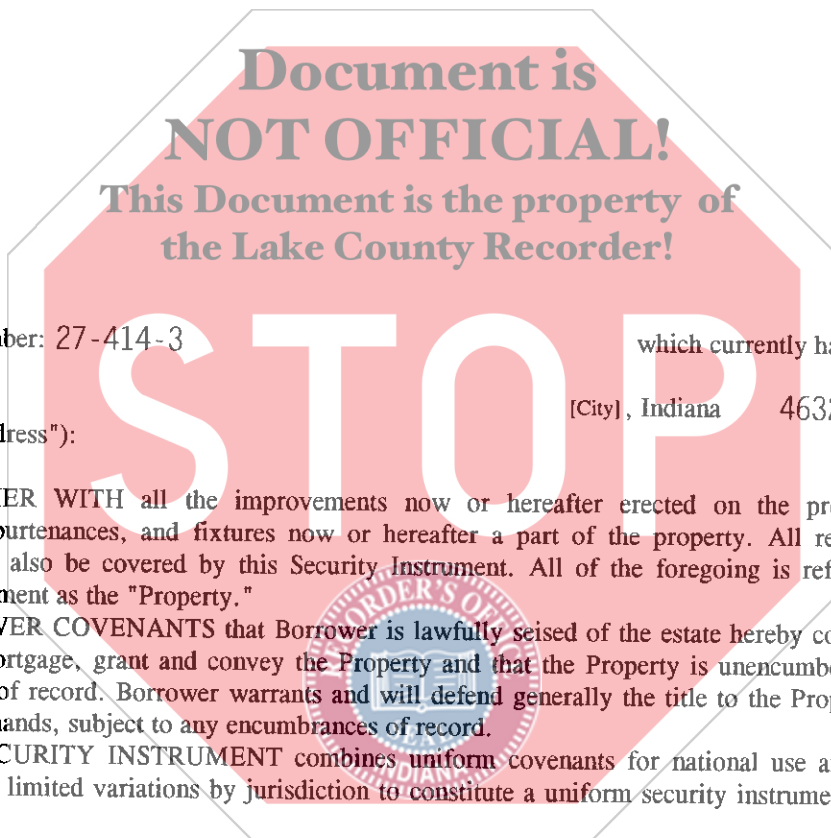 Document is
NOT OFFICIAL!
This Document is the property of
the Lake County Recorder!
STOP
ber: 27-414-3 which currently ha
[City], Indiana 463
dress"):
ER WITH all the improvements now or hereafter erected on the pr
urtenances, and fixtures now or hereafter a part of the property. All re
also be covered by this Security Instrument. All of the foregoing is ref
ment as the "Property."
VER COVENANTS that Borrower is lawfully seised of the estate hereby co
ortgage, grant and convey the Property and that the Property is unencumb
of record. Borrower warrants and will defend generally the title to the Prop
ands, subject to any encumbrances of record.
CURITY INSTRUMENT combines uniform covenants for national use a
limited variations by jurisdiction to constitute a uniform security instrume
RECORDER'S OFFICE
SEAL
INDIANA